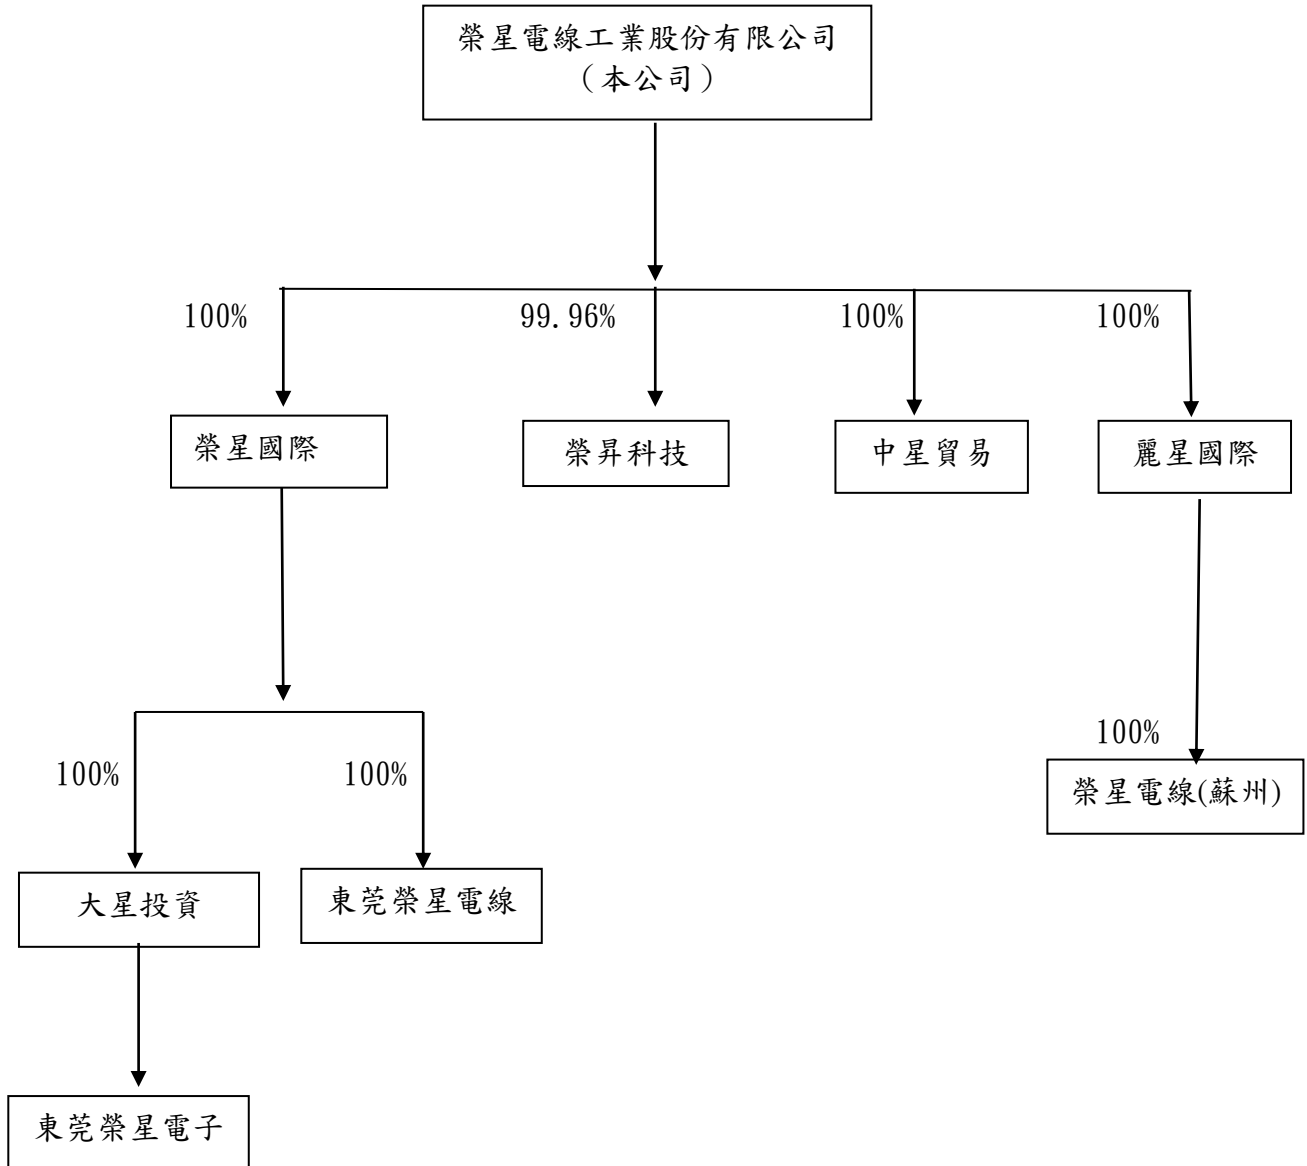 榮星電線工業股份有限公司
（本公司）
100%
99.96%
100%
100%
榮星國際
榮昇科技
中星貿易
麗星國際
100%
榮星電線(蘇州)
100%
100%
大星投資
東莞榮星電線
東莞榮星電子